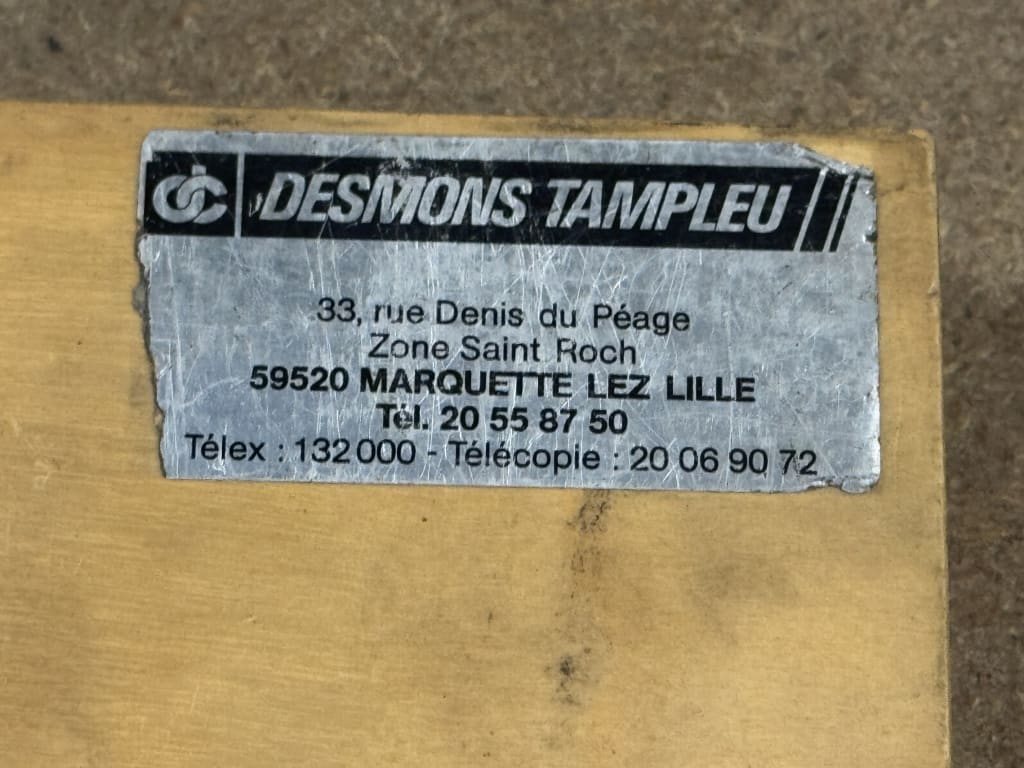 dc DESMONS TAMPLEU
33, rue Denis du Péage
Zone Saint Roch
59520 MARQUETTE LEZ LILLE
Tél. 20 55 87 50
Télex : 132 000 - Télécopie : 20 06 90 72